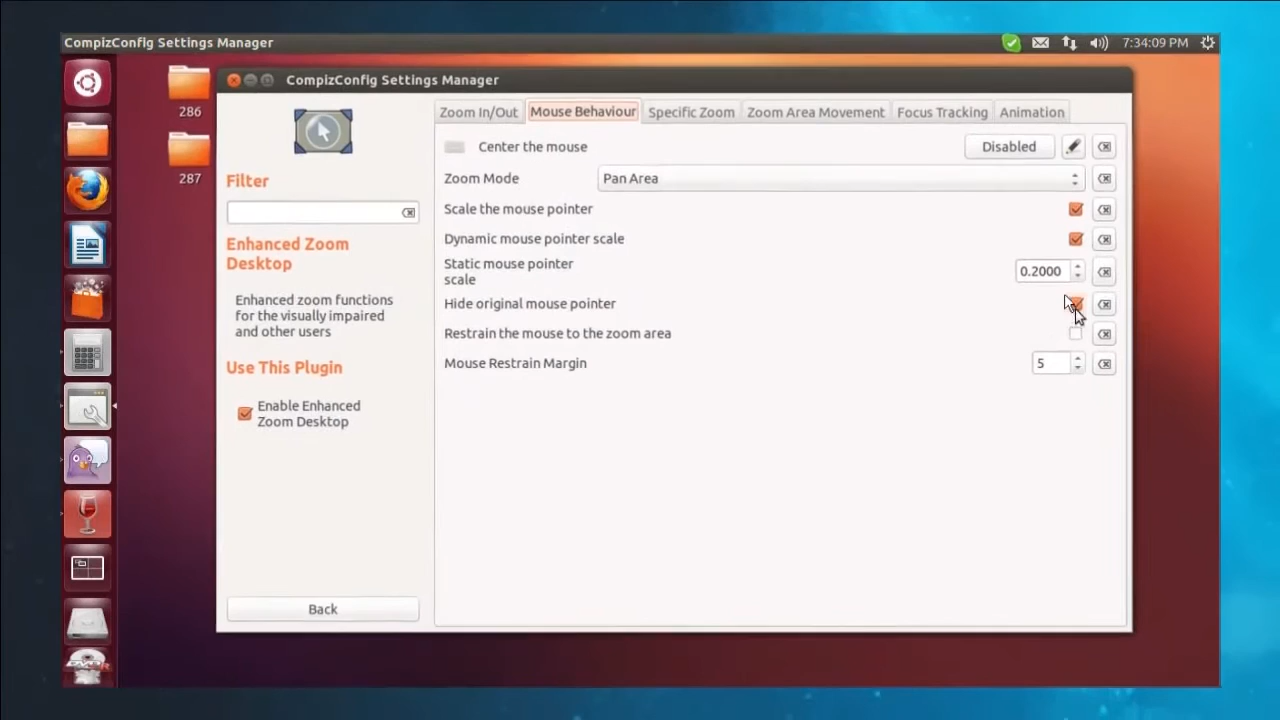 CompizConfig Settings Manager
7:34:09 PM
286
287
CompizConfig Settings Manager
Filter
Enhanced Zoom
Desktop
Enhanced zoom functions
for the visually impaired
and other users
Use This Plugin
Enable Enhanced
Zoom Desktop
Back
Zoom In/Out
Mouse Behaviour
Specific Zoom
Zoom Area Movement
Focus Tracking
Animation
Center the mouse
Disabled
Zoom Mode
Pan Area
Scale the mouse pointer
Dynamic mouse pointer scale
Static mouse pointer
scale
0.2000
Hide original mouse pointer
Restrain the mouse to the zoom area
Mouse Restrain Margin
5